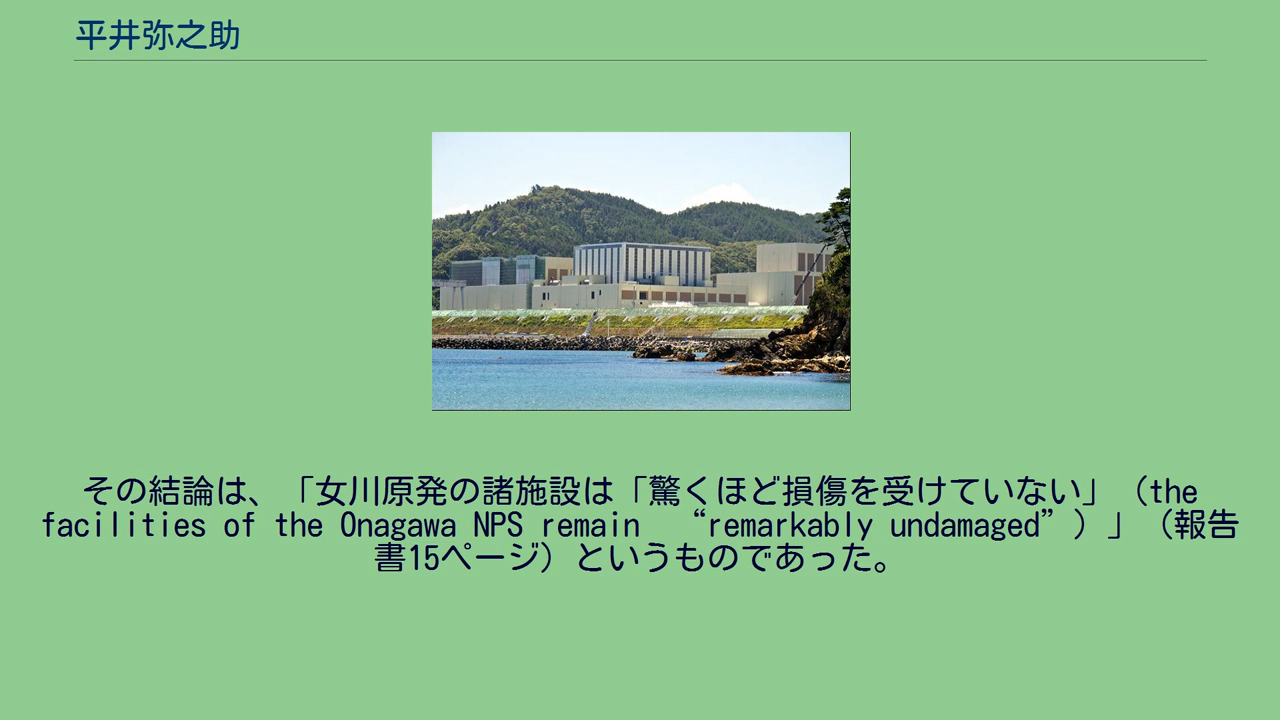 平井弥之助
その結論は、「女川原発の諸施設は「驚くほど損傷を受けていない」（the
facilities of the Onagawa NPS remain　“remarkably undamaged”）」（報告
書15ページ）というものであった。